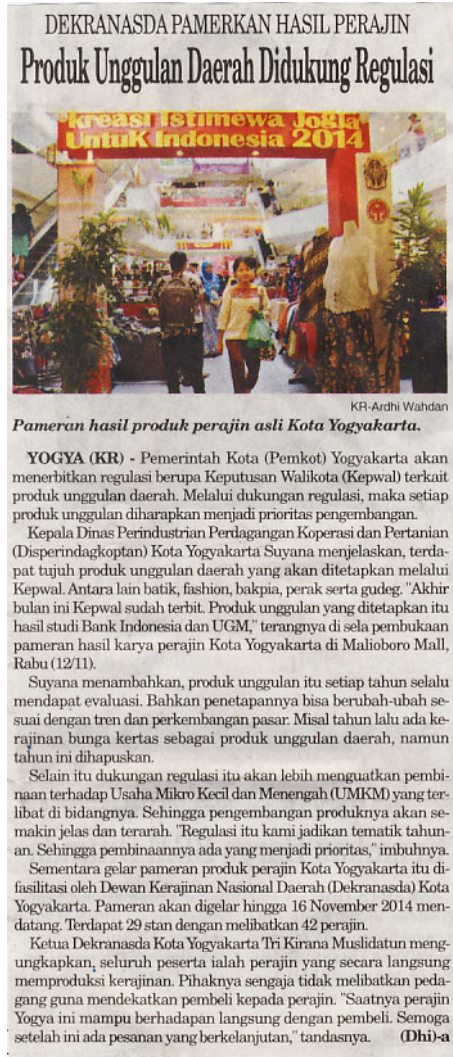 DEKRANASDA PAMERKAN HASIL PERAJIN
Produk Unggulan Daerah Didukung Regulasi
kreasi Istimewa Jogja
Untuk Indonesia 2014
KR-Ardhi Wahdan
Pameran hasil produk perajin asli Kota Yogyakarta.
YOGYA (KR) - Pemerintah Kota (Pemkot) Yogyakarta akan
menerbitkan regulasi berupa Keputusan Walikota (Kepwal) terkait
produk unggulan daerah. Melalui dukungan regulasi, maka setiap
produk unggulan diharapkan menjadi prioritas pengembangan.
Kepala Dinas Perindustrian Perdagangan Koperasi dan Pertanian
(Disperindagkoptan) Kota Yogyakarta Suyana menjelaskan, terda-
pat tujuh produk unggulan daerah yang akan ditetapkan melalui
Kepwal. Antara lain batik, fashion, bakpia, perak serta gudeg. "Akhir
bulan ini Kepwal sudah terbit. Produk unggulan yang ditetapkan itu
hasil studi Bank Indonesia dan UGM," terangnya di sela pembukaan
pameran hasil karya perajin Kota Yogyakarta di Malioboro Mall,
Rabu (12/11).
Suyana menambahkan, produk unggulan itu setiap tahun selalu
mendapat evaluasi. Bahkan penetapannya bisa berubah-ubah se-
suai dengan tren dan perkembangan pasar. Misal tahun lalu ada ke-
rajinan bunga kertas sebagai produk unggulan daerah, namun
tahun ini dihapuskan.
Selain itu dukungan regulasi itu akan lebih menguatkan pembi-
naan terhadap Usaha Mikro Kecil dan Menengah (UMKM) yang ter-
libat di bidangnya. Sehingga pengembangan produknya akan se-
makin jelas dan terarah. "Regulasi itu kami jadikan tematik tahun-
an. Sehingga pembinaannya ada yang menjadi prioritas," imbuhnya.
Sementara gelar pameran produk perajin Kota Yogyakarta itu di-
fasilitasi oleh Dewan Kerajinan Nasional Daerah (Dekranasda) Kota
Yogyakarta. Pameran akan digelar hingga 16 November 2014 men-
datang. Terdapat 29 stan dengan melibatkan 42 perajin.
Ketua Dekranasda Kota Yogyakarta Tri Kirana Muslidatun meng-
ungkapkan, seluruh peserta ialah perajin yang secara langsung
memproduksi kerajinan. Pihaknya sengaja tidak melibatkan peda-
gang guna mendekatkan pembeli kepada perajin. "Saatnya perajin
Yogya ini mampu berhadapan langsung dengan pembeli. Semoga
setelah ini ada pesanan yang berkelanjutan," tandasnya. (Dhi)-a